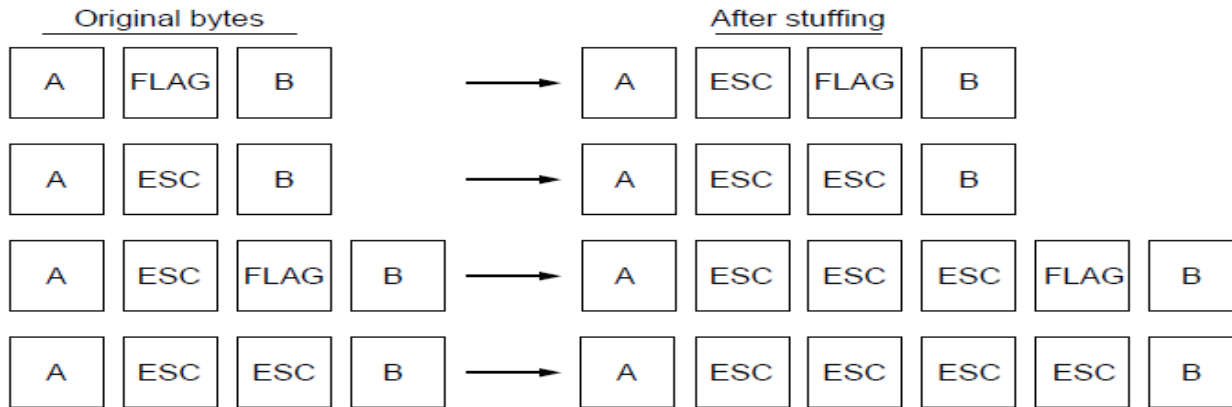 Original bytes After stuffing
A FLAG B A ESC FLAG B
A ESC B A ESC ESC B
A ESC FLAG B A ESC ESC ESC FLAG B
A ESC ESC B A ESC ESC ESC ESC B